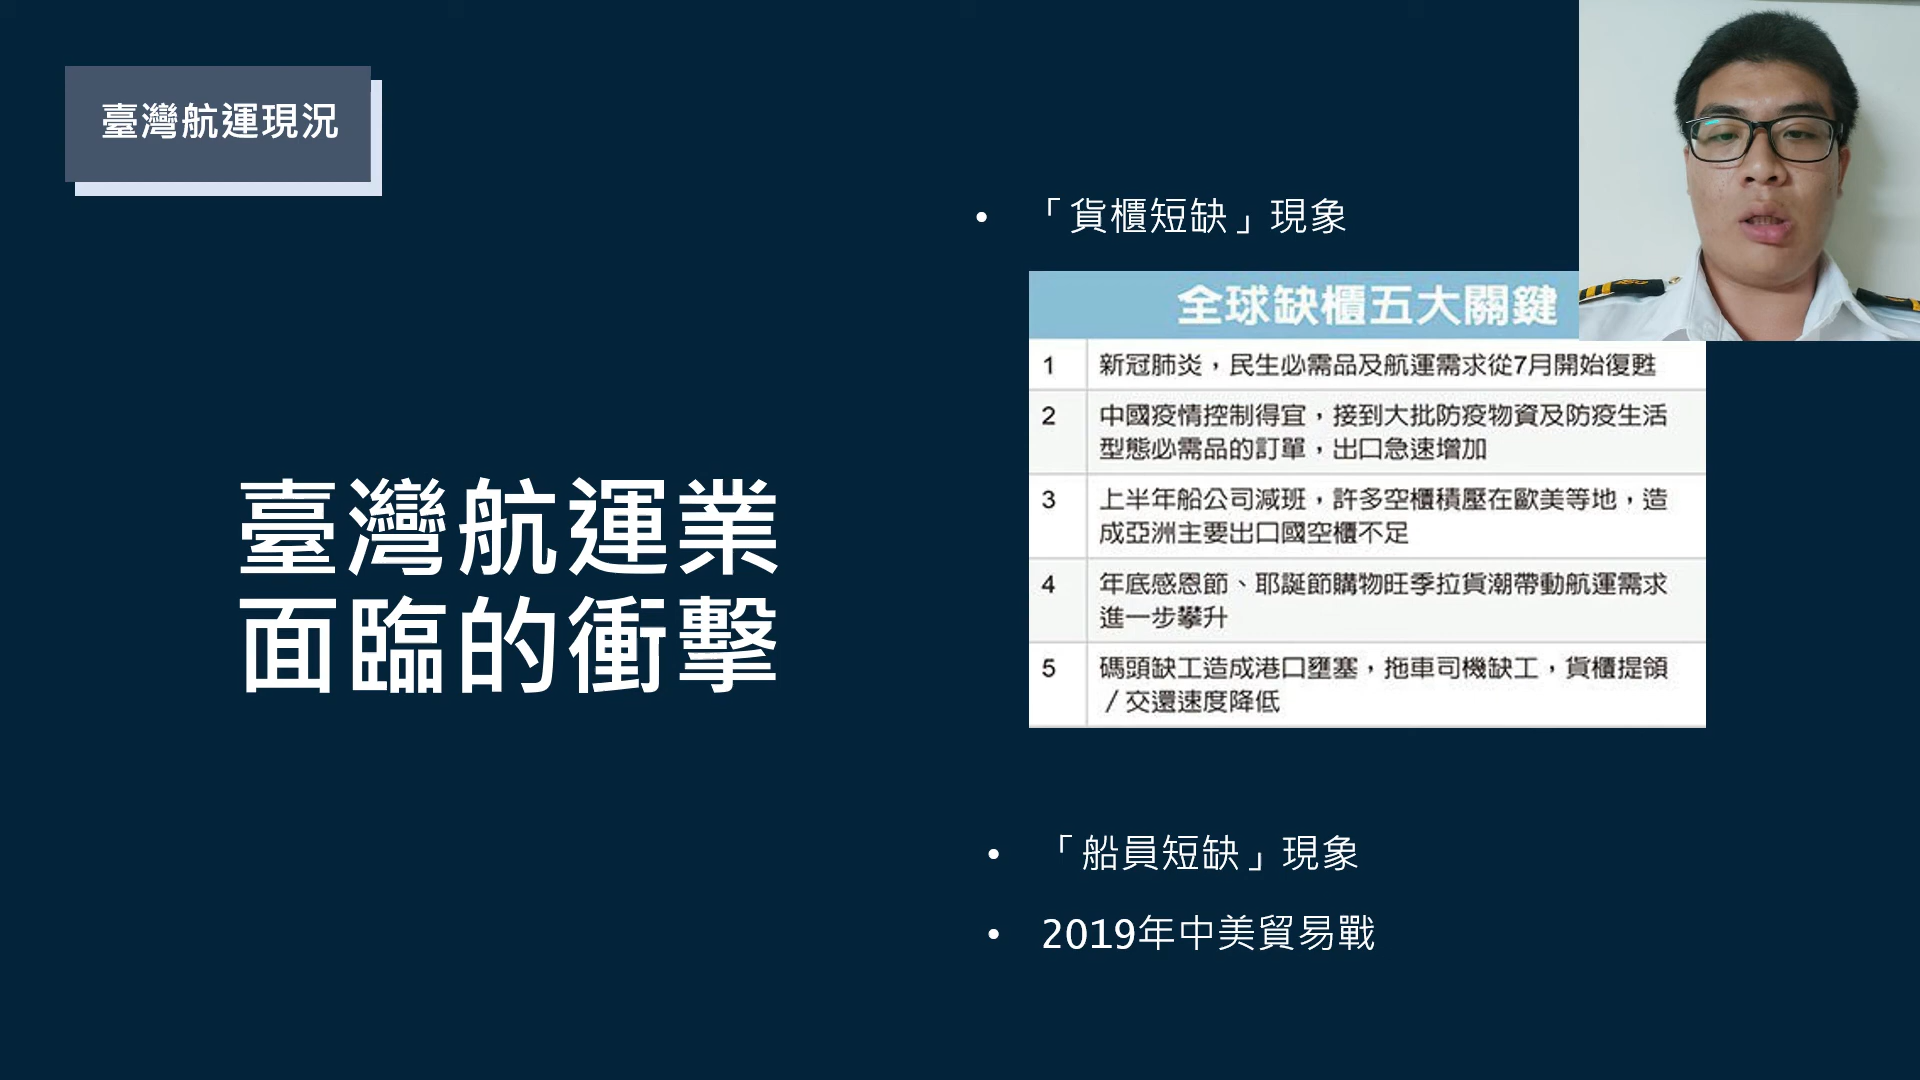 臺灣航運現況
臺灣航運業
面臨的衝擊
• 「貨櫃短缺」現象
全球缺櫃五大關鍵
1 新冠肺炎，民生必需品及航運需求從7月開始復甦
2 中國疫情控制得宜，接到大批防疫物資及防疫生活
型態必需品的訂單，出口急速增加
3 上半年船公司減班，許多空櫃積壓在歐美等地，造
成亞洲主要出口國空櫃不足
4 年底感恩節、耶誕節購物旺季拉貨潮帶動航運需求
進一步攀升
5 碼頭缺工造成港口壅塞，拖車司機缺工，貨櫃提領
／交還速度降低
• 「船員短缺」現象
• 2019年中美貿易戰